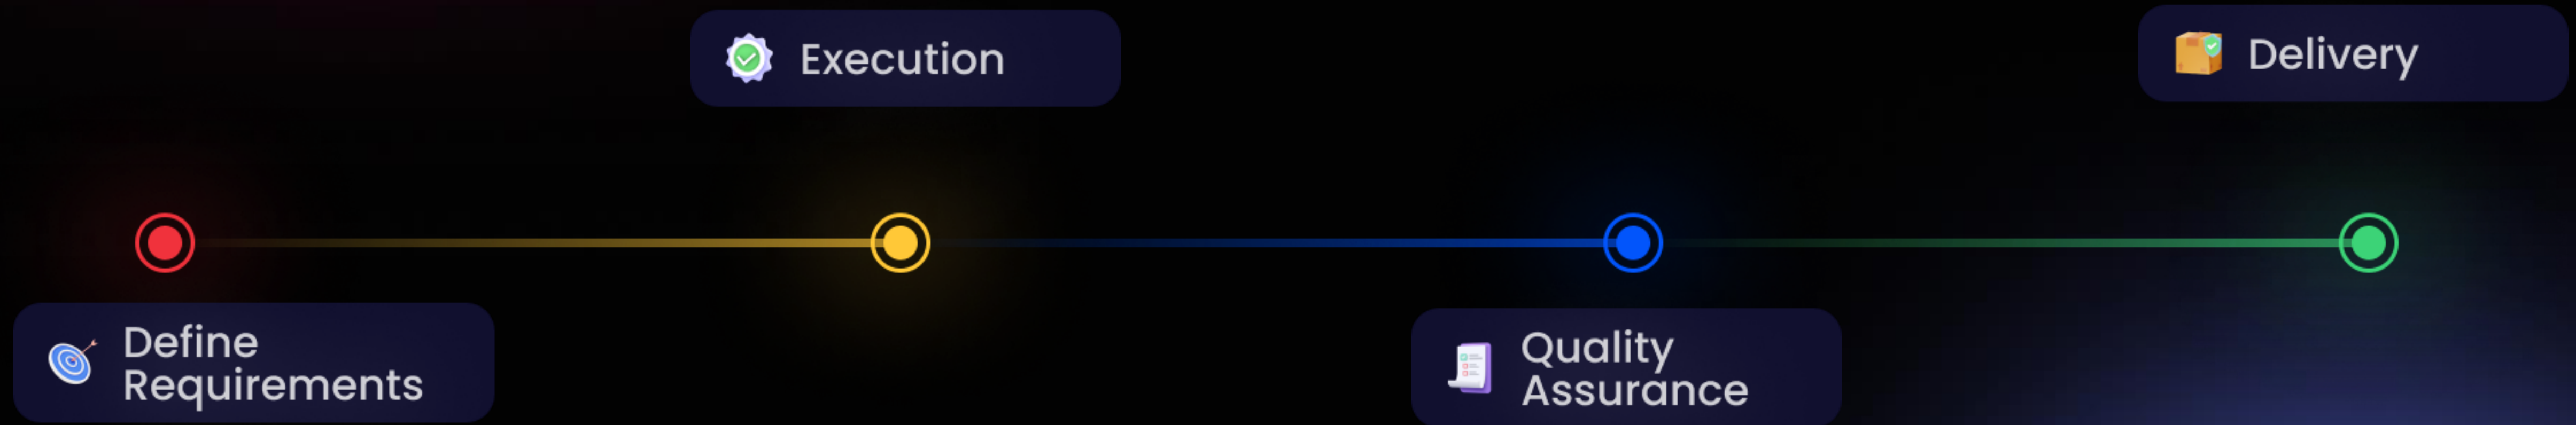 Define
Requirements
Execution
Quality
Assurance
Delivery